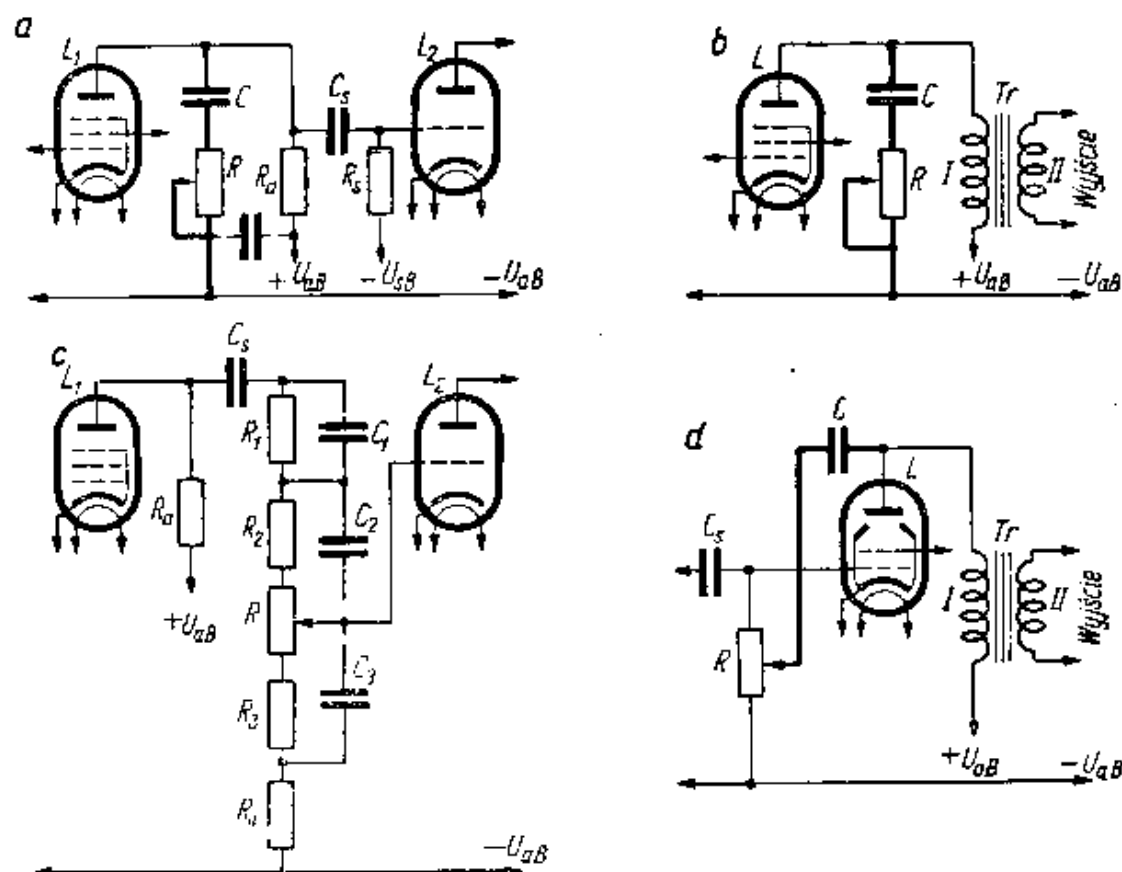 a
L₁
C
R
Rₐ
Cₛ
Rₛ
L₂
+UₐB
−UₛB
−UₐB
b
L
C
R
I
Tr
II
Wyjście
+UₐB
−UₐB
c
L₁
Cₛ
Rₐ
+UₐB
R₁
C₁
R₂
C₂
R
C₃
R₃
R₄
L₂
−UₐB
d
C
L
Cₛ
R
I
Tr
II
Wyjście
+UₐB
−UₐB